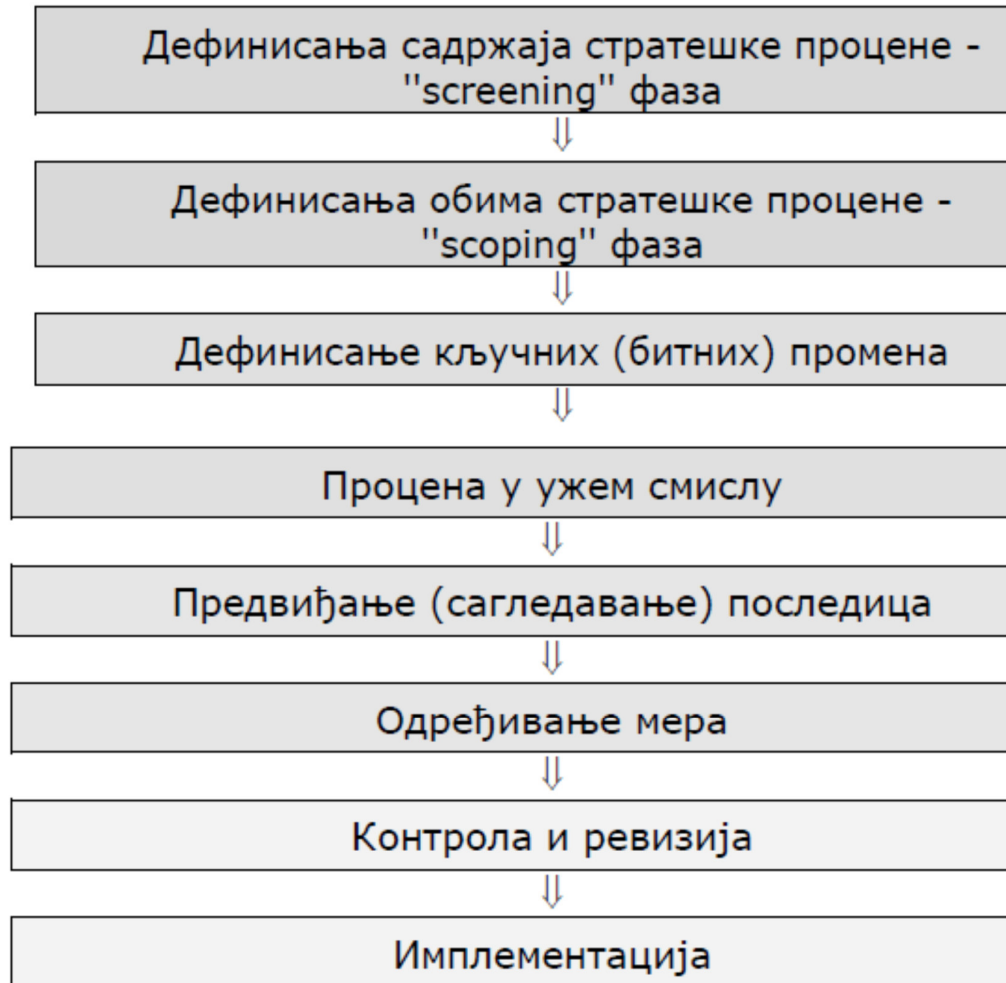 Дефинисања садржаја стратешке процене -
"screening" фаза
⇓
Дефинисања обима стратешке процене -
"scoping" фаза
⇓
Дефинисање кључних (битних) промена
⇓
Процена у ужем смислу
⇓
Предвиђање (сагледавање) последица
⇓
Одређивање мера
⇓
Контрола и ревизија
⇓
Имплементација